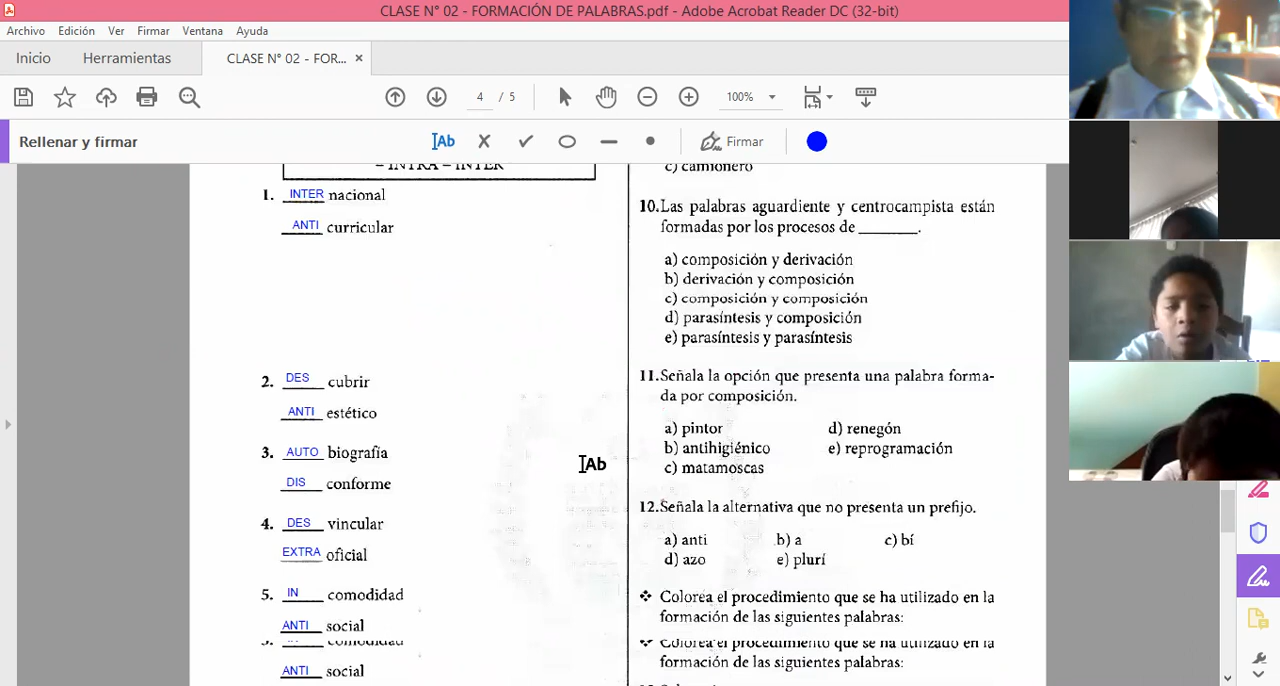 CLASE N° 02 - FORMACIÓN DE PALABRAS.pdf - Adobe Acrobat Reader DC (32-bit)
Archivo Edición Ver Firmar Ventana Ayuda
Inicio Herramientas CLASE N° 02 - FOR... ×
4 / 5 100%
Rellenar y firmar Ab Firmar
– INTRA – INTER
1. INTER nacional
ANTI curricular
2. DES cubrir
ANTI estético
3. AUTO biografía
DIS conforme
4. DES vincular
EXTRA oficial
5. IN comodidad
ANTI social
comodidad
ANTI social
Ab
c) camionero
10. Las palabras aguardiente y centrocampista están
formadas por los procesos de ________.
a) composición y derivación
b) derivación y composición
c) composición y composición
d) parasíntesis y composición
e) parasíntesis y parasíntesis
11. Señala la opción que presenta una palabra forma-
da por composición.
a) pintor d) renegón
b) antihigiénico e) reprogramación
c) matamoscas
12. Señala la alternativa que no presenta un prefijo.
a) anti b) a c) bí
d) azo e) plurí
❖ Colorea el procedimiento que se ha utilizado en la
formación de las siguientes palabras:
❖ Colorea el procedimiento que se ha utilizado en la
formación de las siguientes palabras: